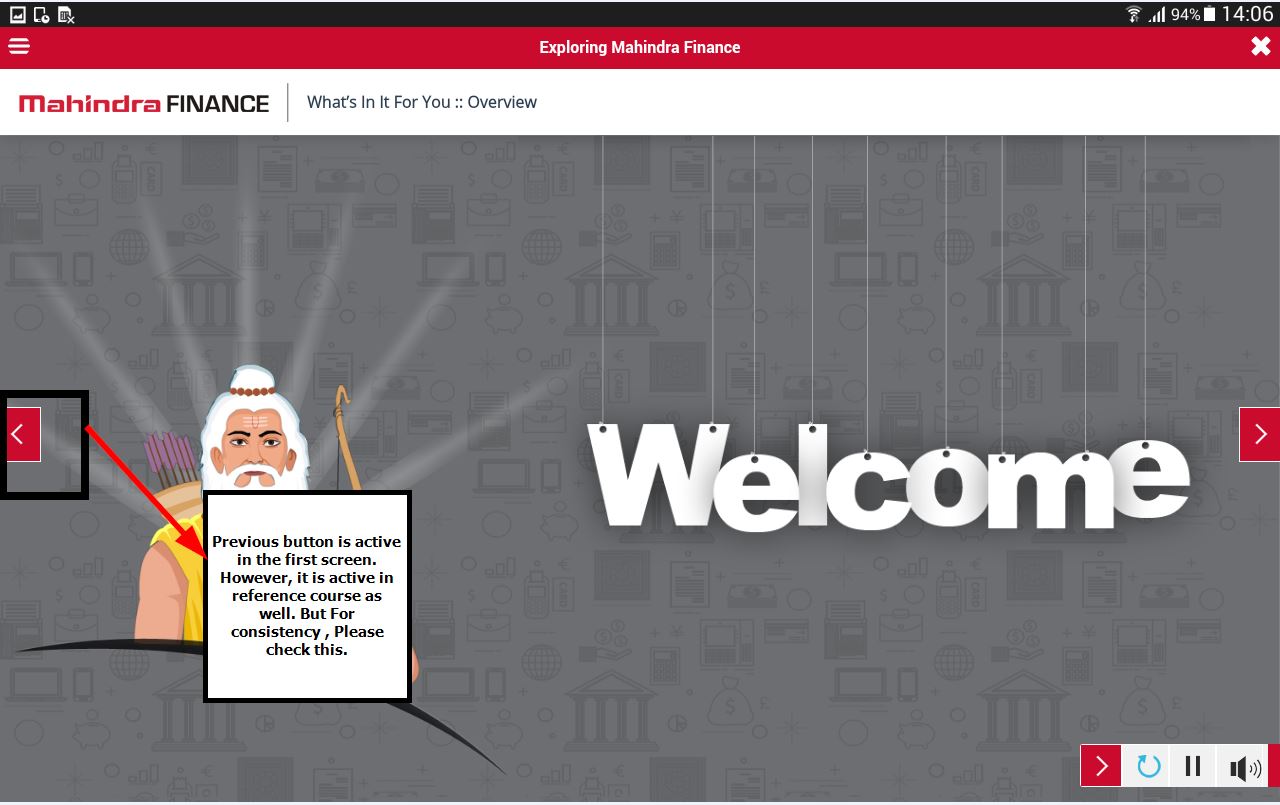 94% 14:06
Exploring Mahindra Finance
Mahindra FINANCE
What's In It For You :: Overview
CARD
Welcome
Previous button is active
in the first screen.
However, it is active in
reference course as
well. But For
consistency , Please
check this.